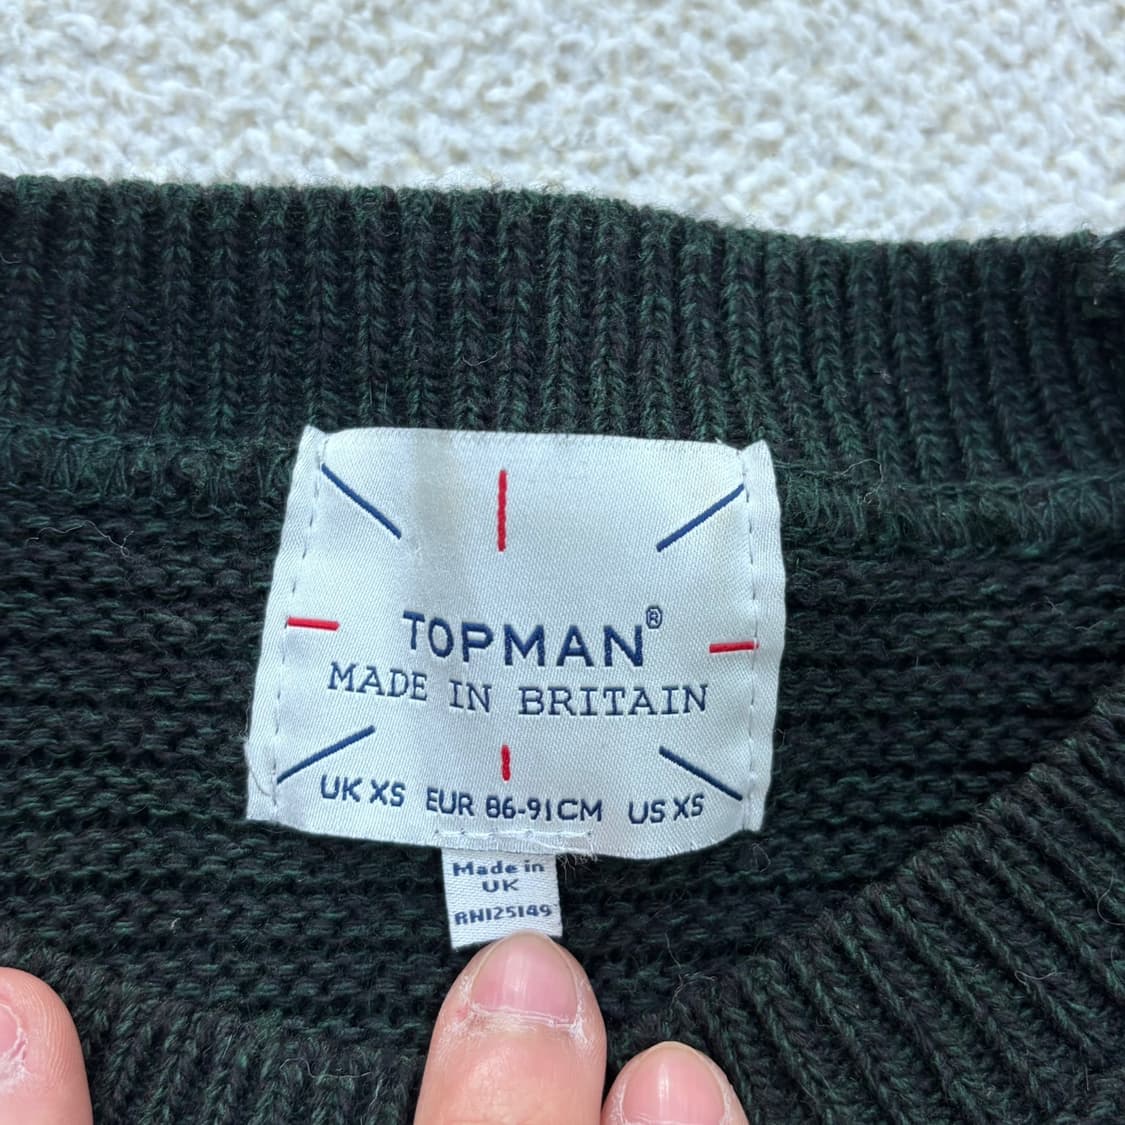 TOPMAN®
MADE IN BRITAIN
UK XS EUR 86-91CM US XS
Made in
UK
RN125149